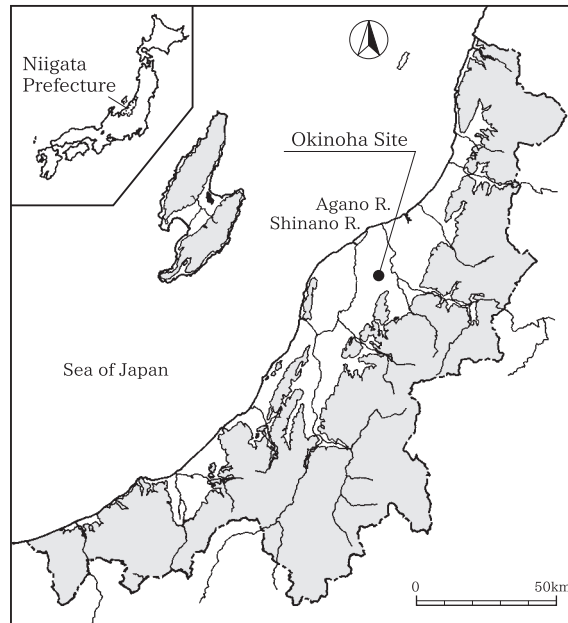 Niigata
Prefecture
Okinoha Site
Agano R.
Shinano R.
Sea of Japan
0 50km